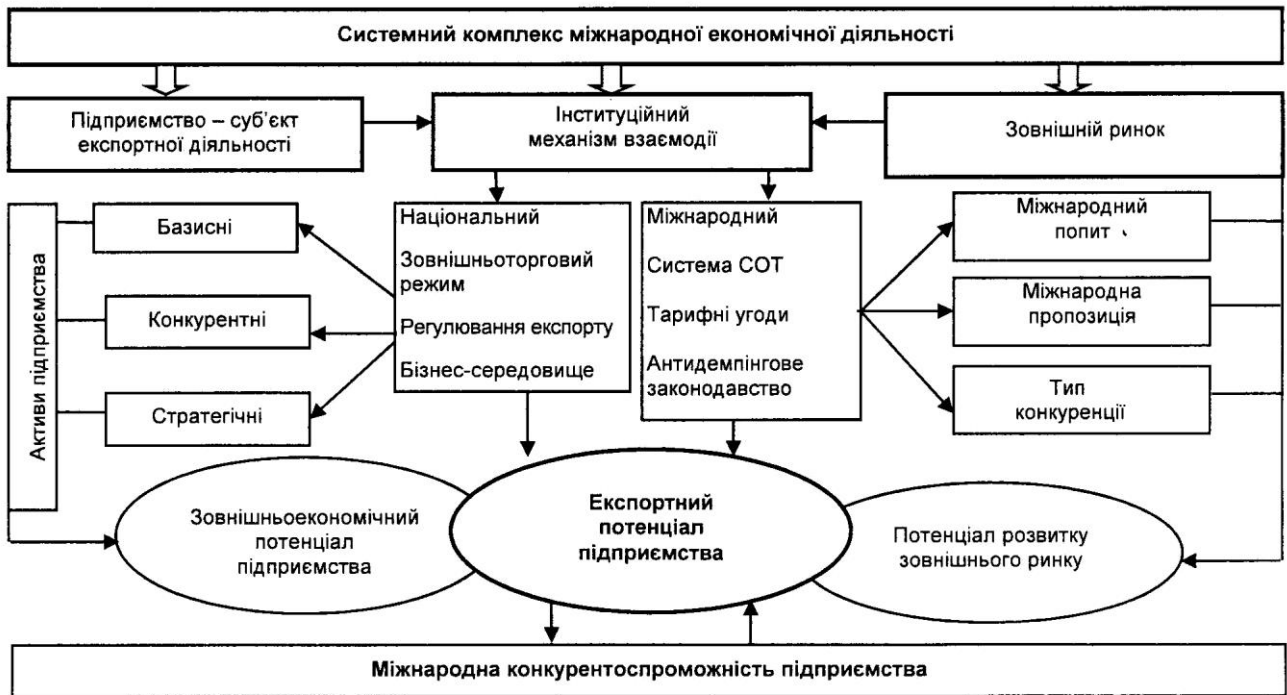 Системний комплекс міжнародної економічної діяльності
Підприємство – суб’єкт
експортної діяльності
Інституційний
механізм взаємодії
Зовнішній ринок
Активи підприємства
Базисні
Конкурентні
Стратегічні
Національний
Зовнішньоторговий
режим
Регулювання експорту
Бізнес-середовище
Міжнародний
Система СОТ
Тарифні угоди
Антидемпінгове
законодавство
Міжнародний
попит
Міжнародна
пропозиція
Тип
конкуренції
Зовнішньоекономічний
потенціал
підприємства
Експортний
потенціал
підприємства
Потенціал розвитку
зовнішнього ринку
Міжнародна конкурентоспроможність підприємства